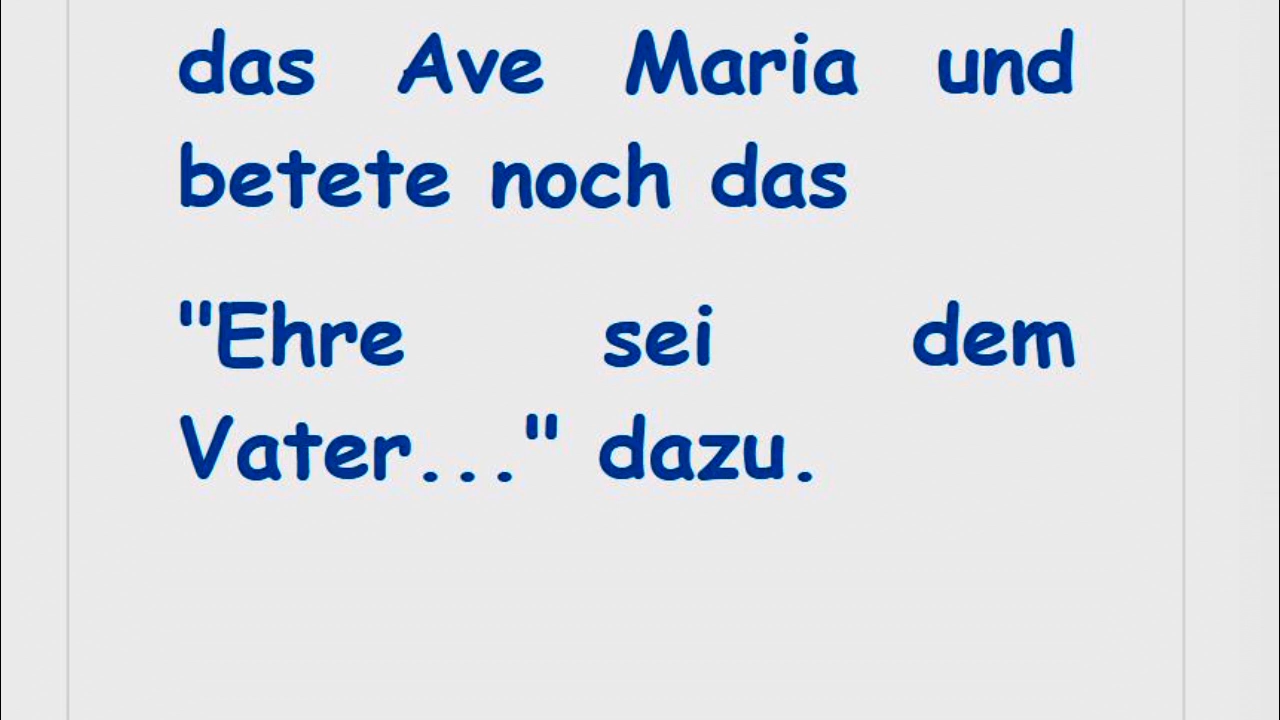 das Ave Maria und
betete noch das
"Ehre sei dem
Vater..." dazu.